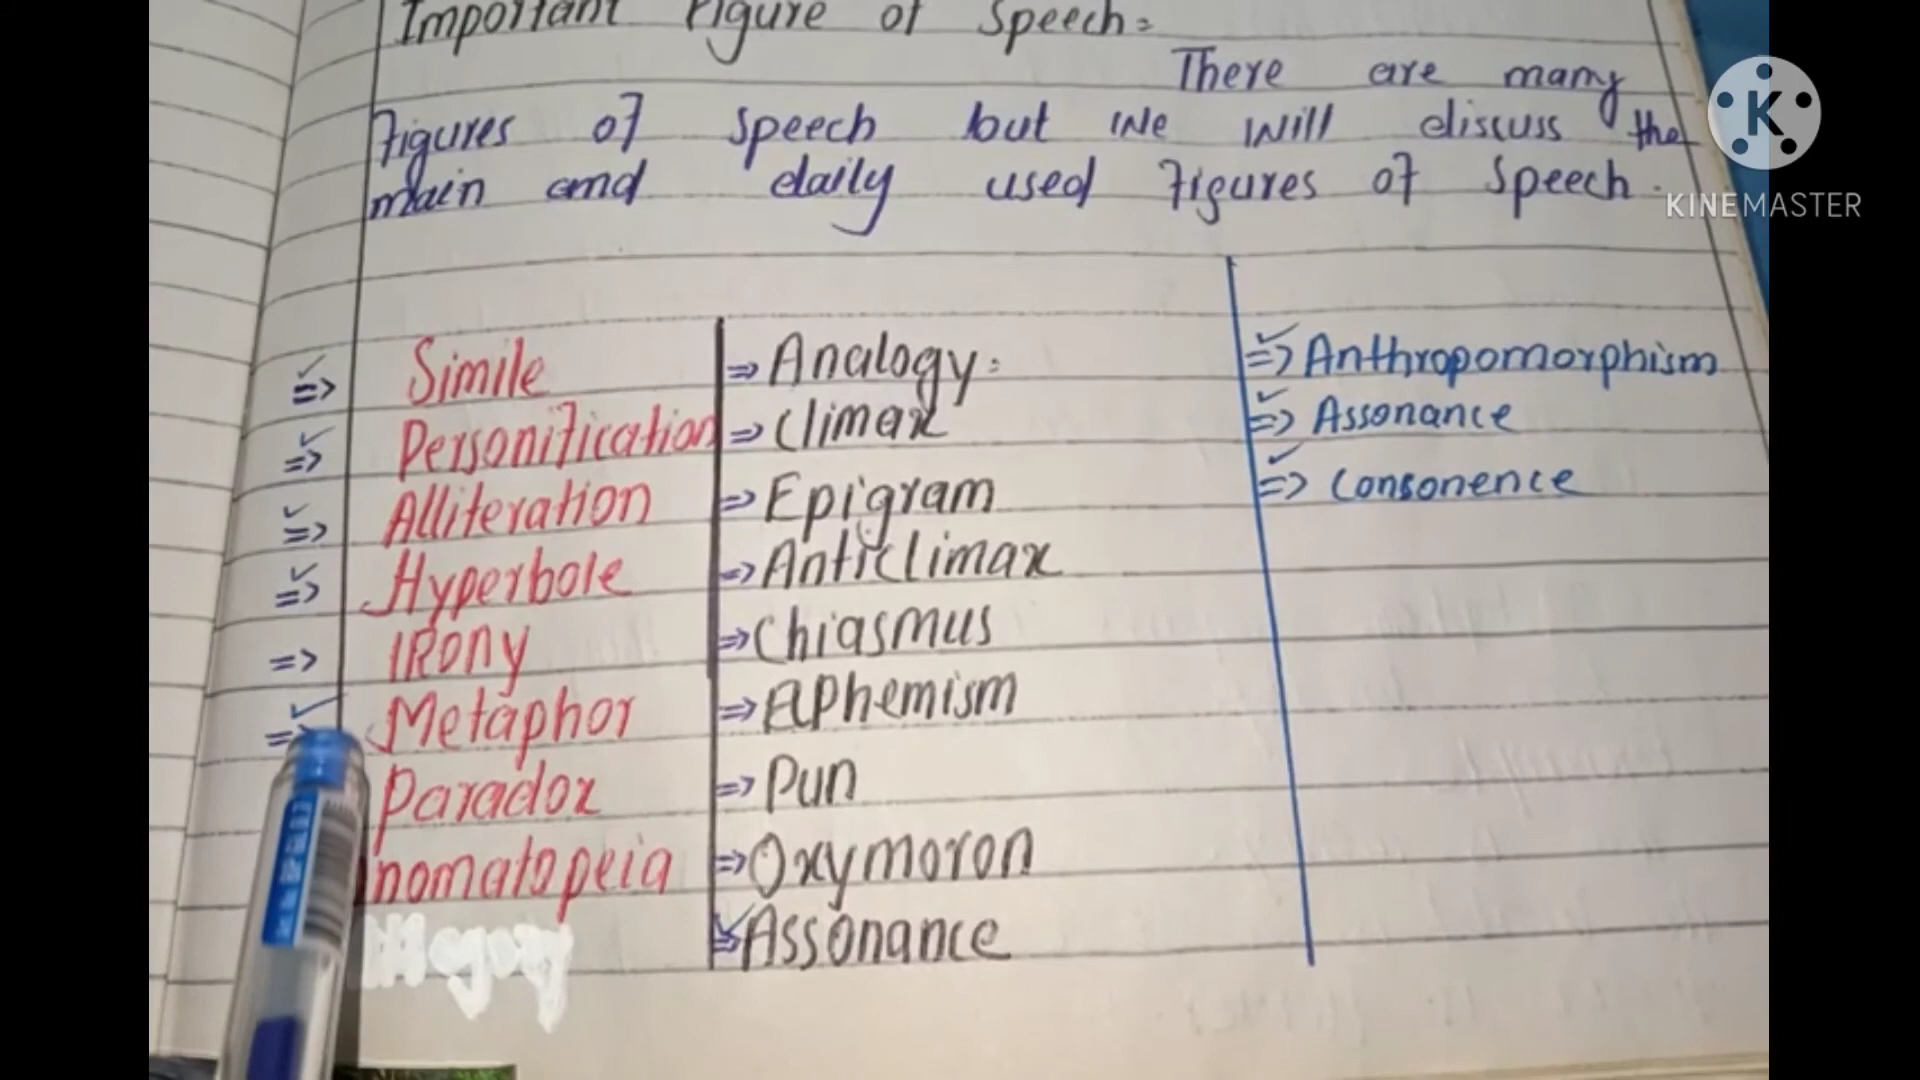 Important Figure of Speech:
There are many
Figures of Speech but we will discuss the
main and daily used Figures of Speech.
=> Simile
=> Personification
=> Alliteration
=> Hyperbole
=> IRony
=> Metaphor
Paradox
nomatopeia
=> Analogy:
=> Climax
=> Epigram
=> Anticlimax
=> Chiasmus
=> Euphemism
=> Pun
=> Oxymoron
=> Assonance
=> Anthropomorphism
=> Assonance
=> Consonence
K
KINEMASTER